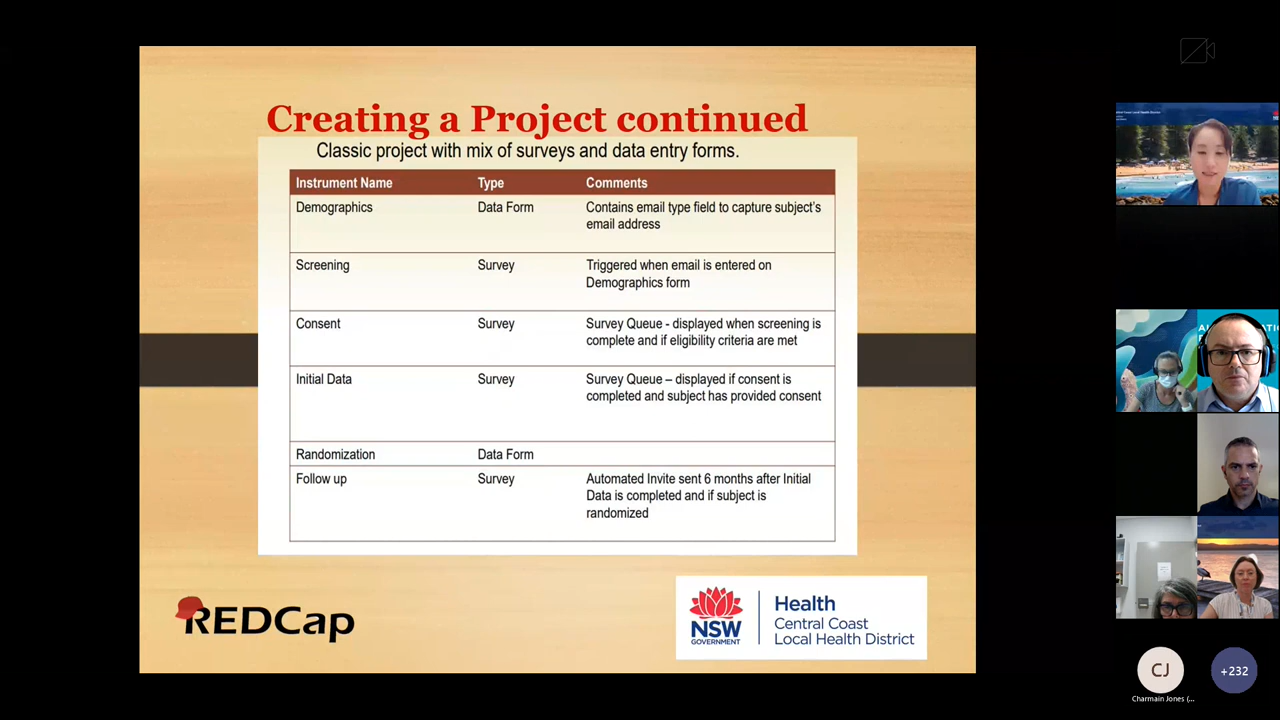 Creating a Project continued
Classic project with mix of surveys and data entry forms.
Instrument Name Type Comments
Demographics Data Form Contains email type field to capture subject's
email address
Screening Survey Triggered when email is entered on
Demographics form
Consent Survey Survey Queue - displayed when screening is
complete and if eligibility criteria are met
Initial Data Survey Survey Queue – displayed if consent is
completed and subject has provided consent
Randomization Data Form
Follow up Survey Automated Invite sent 6 months after Initial
Data is completed and if subject is
randomized
REDCap
NSW
GOVERNMENT
Health
Central Coast
Local Health District
CJ
+232
Charmain Jones (...